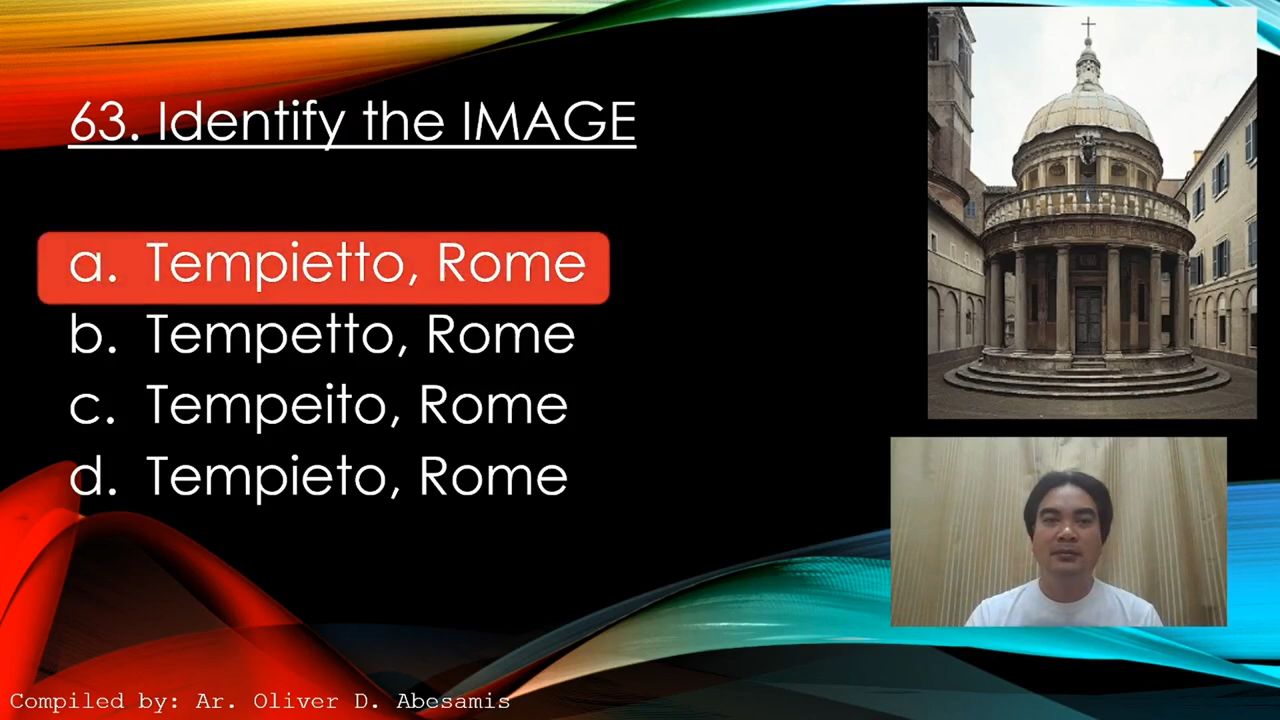 63. Identify the IMAGE
a. Tempietto, Rome
b. Tempetto, Rome
c. Tempeito, Rome
d. Tempieto, Rome
Compiled by: Ar. Oliver D. Abesamis